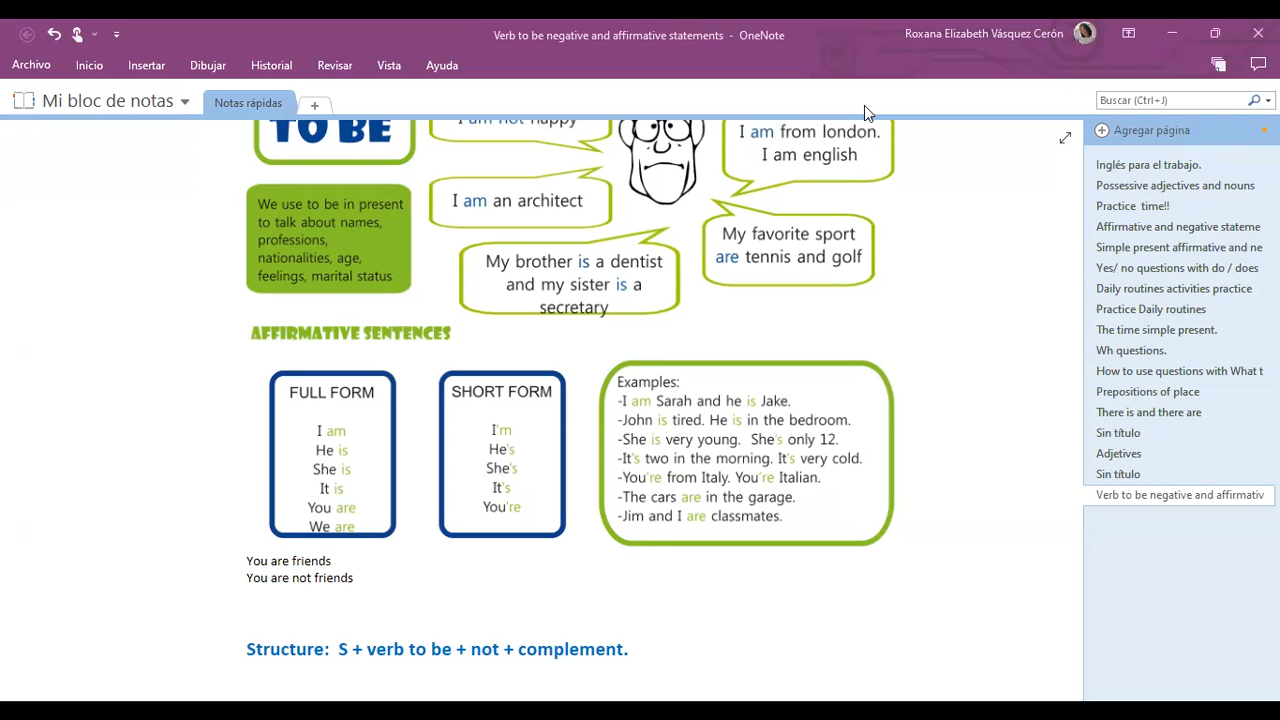 Verb to be negative and affirmative statements - OneNote
Roxana Elizabeth Vásquez Cerón
Archivo
Inicio
Insertar
Dibujar
Historial
Revisar
Vista
Ayuda
Mi bloc de notas
Notas rápidas
Buscar (Ctrl+J)
TO BE
I am not happy
I am from london.
I am english
I am an architect
We use to be in present
to talk about names,
professions,
nationalities, age,
feelings, marital status
My brother is a dentist
and my sister is a
secretary
My favorite sport
are tennis and golf
AFFIRMATIVE SENTENCES
FULL FORM
I am
He is
She is
It is
You are
We are
SHORT FORM
I'm
He's
She's
It's
You're
Examples:
-I am Sarah and he is Jake.
-John is tired. He is in the bedroom.
-She is very young. She's only 12.
-It's two in the morning. It's very cold.
-You're from Italy. You're Italian.
-The cars are in the garage.
-Jim and I are classmates.
You are friends
You are not friends
Structure: S + verb to be + not + complement.
Agregar página
Inglés para el trabajo.
Possessive adjectives and nouns
Practice time!!
Affirmative and negative stateme
Simple present affirmative and ne
Yes/ no questions with do / does
Daily routines activities practice
Practice Daily routines
The time simple present.
Wh questions.
How to use questions with What t
Prepositions of place
There is and there are
Sin título
Adjetives
Sin título
Verb to be negative and affirmativ